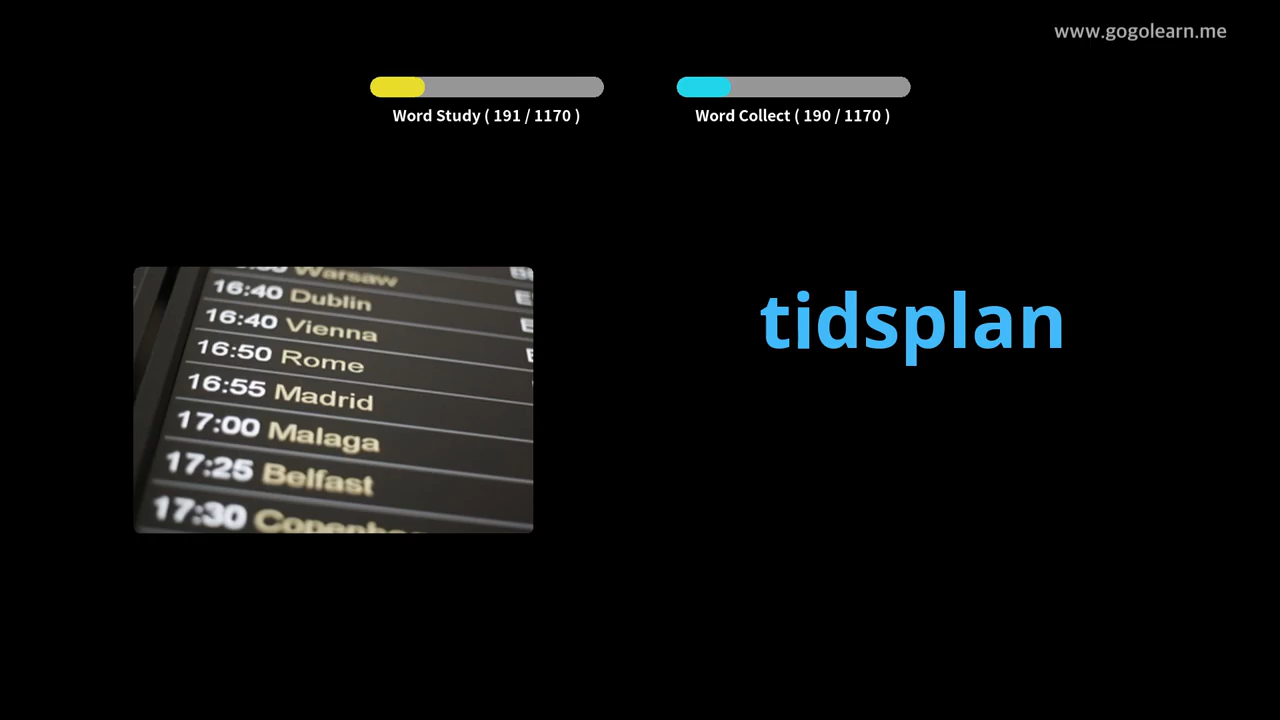 www.gogolearn.me
Word Study ( 191 / 1170 )
Word Collect ( 190 / 1170 )
Warsaw
16:40 Dublin
16:40 Vienna
16:50 Rome
16:55 Madrid
17:00 Malaga
17:25 Belfast
17:30
tidsplan